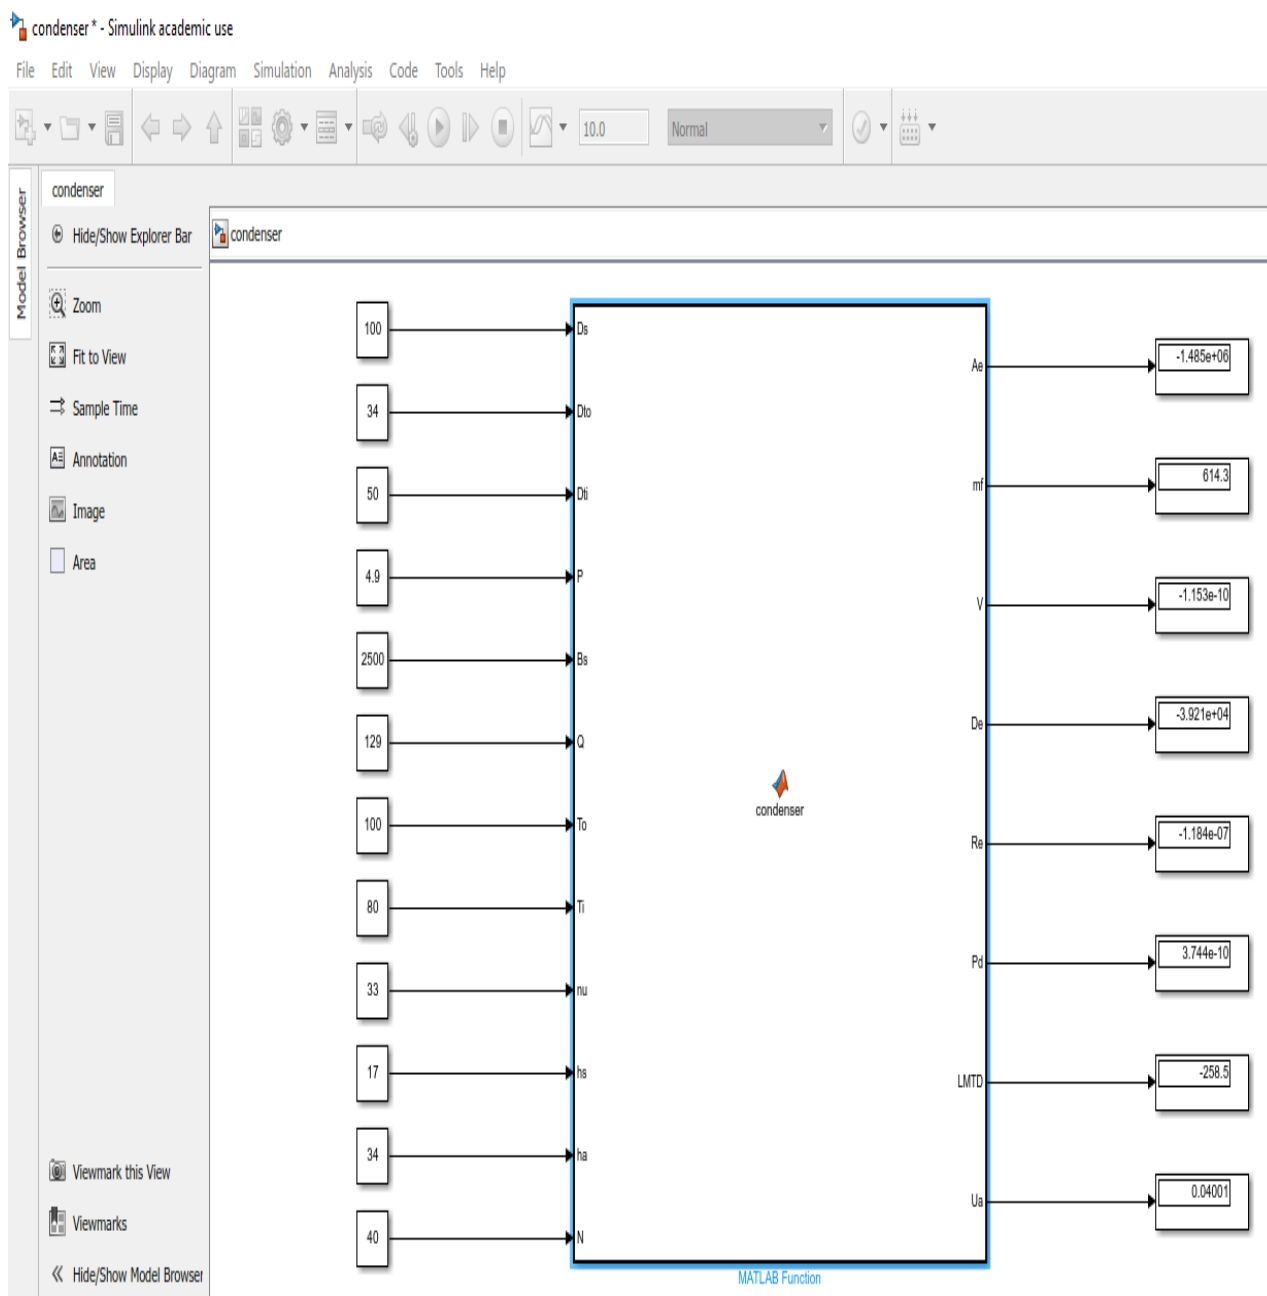 condenser * - Simulink academic use
File Edit View Display Diagram Simulation Analysis Code Tools Help
10.0 Normal
Model Browser
condenser
Hide/Show Explorer Bar
condenser
Zoom
Fit to View
Sample Time
Annotation
Image
Area
Viewmark this View
Viewmarks
Hide/Show Model Browser
100 Ds
34 Dto
50 Dti
4.9 P
2500 Bs
129 Q
100 To
80 Ti
33 nu
17 hs
34 ha
40 N
condenser
MATLAB Function
Ae -1.485e+06
mf 614.3
V -1.153e-10
De -3.921e+04
Re -1.184e-07
Pd 3.744e-10
LMTD -258.5
Ua 0.04001